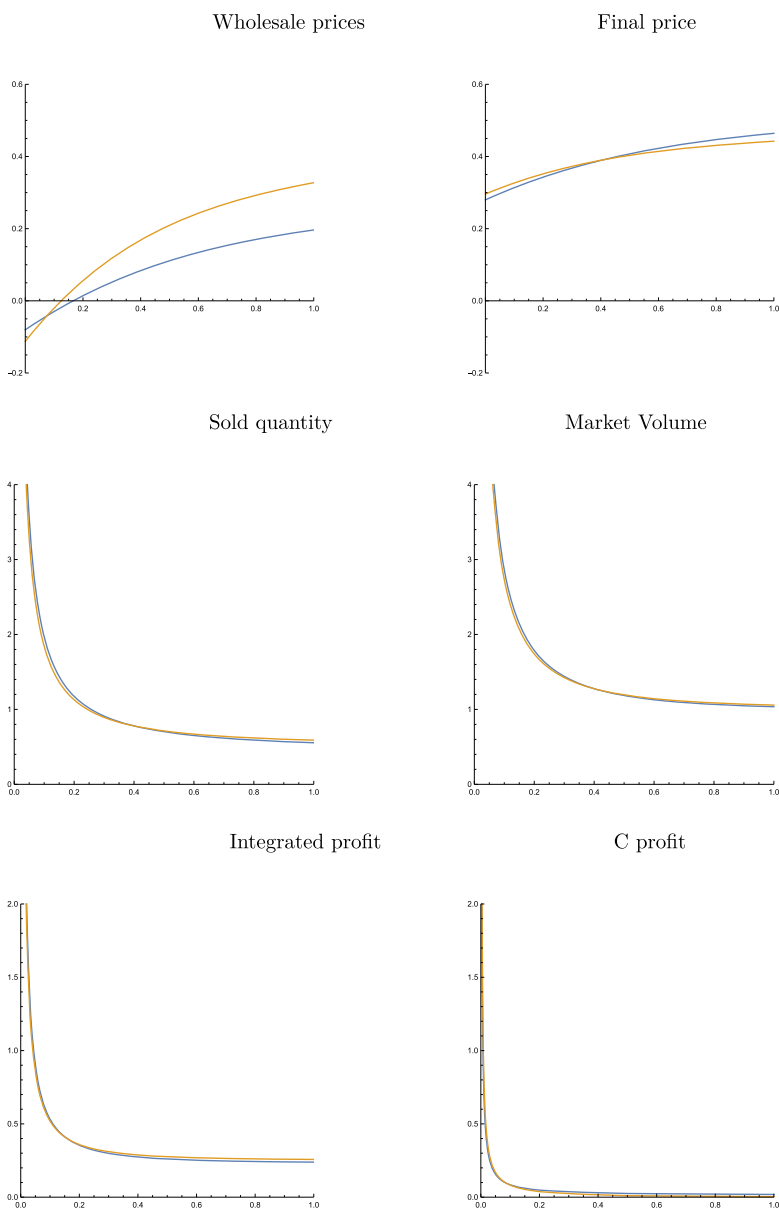 Wholesale prices
Final price
0.6
0.4
0.2
0.0
−0.2
0.2 0.4 0.6 0.8 1.0
0.6
0.4
0.2
0.0
−0.2
0.2 0.4 0.6 0.8 1.0
Sold quantity
Market Volume
4
3
2
1
0
0.0 0.2 0.4 0.6 0.8 1.0
4
3
2
1
0
0.0 0.2 0.4 0.6 0.8 1.0
Integrated profit
C profit
2.0
1.5
1.0
0.5
0.0
0.0 0.2 0.4 0.6 0.8 1.0
2.0
1.5
1.0
0.5
0.0
0.0 0.2 0.4 0.6 0.8 1.0